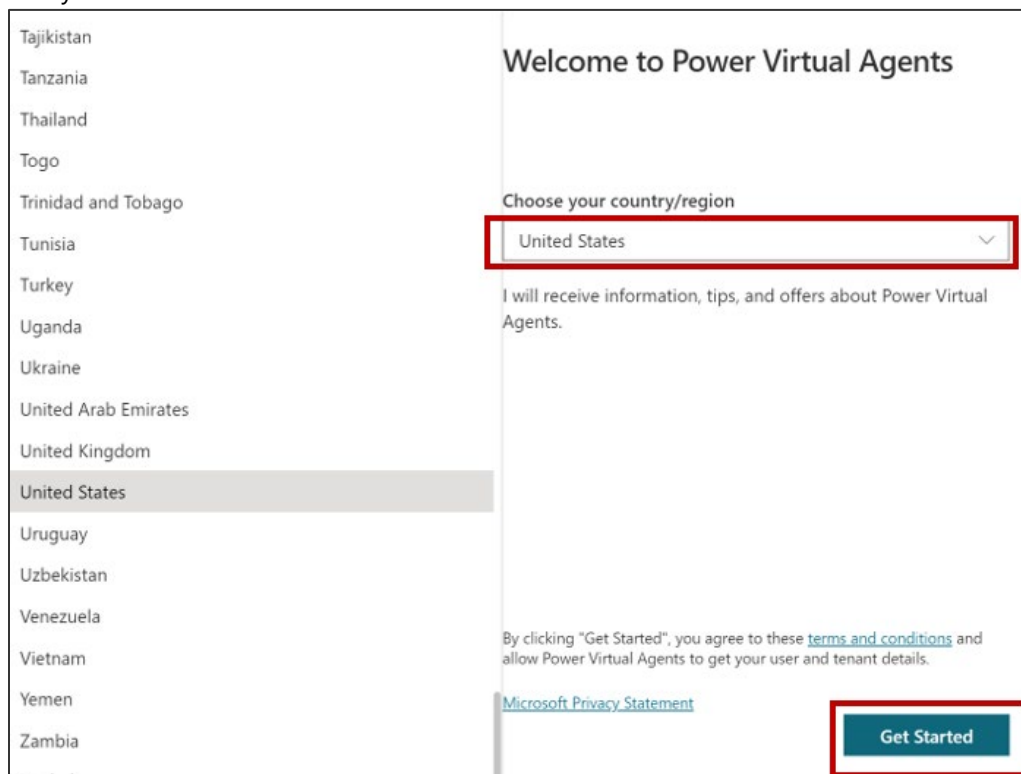 Tajikistan
Tanzania
Thailand
Togo
Trinidad and Tobago
Tunisia
Turkey
Uganda
Ukraine
United Arab Emirates
United Kingdom
United States
Uruguay
Uzbekistan
Venezuela
Vietnam
Yemen
Zambia
Welcome to Power Virtual Agents
Choose your country/region
United States
I will receive information, tips, and offers about Power Virtual
Agents.
By clicking "Get Started", you agree to these terms and conditions and
allow Power Virtual Agents to get your user and tenant details.
Microsoft Privacy Statement
Get Started